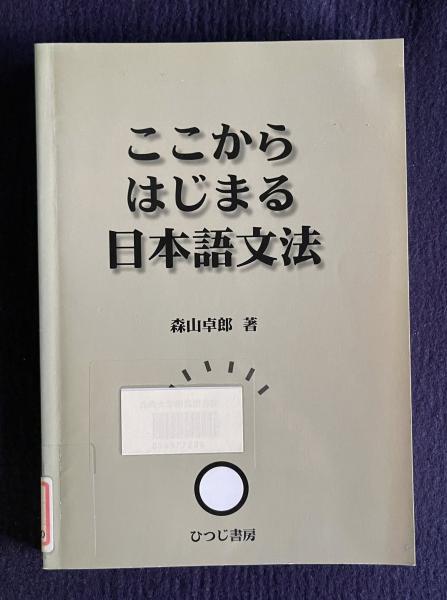 ここから
はじまる
日本語文法
森山卓郎 著
ひつじ書房